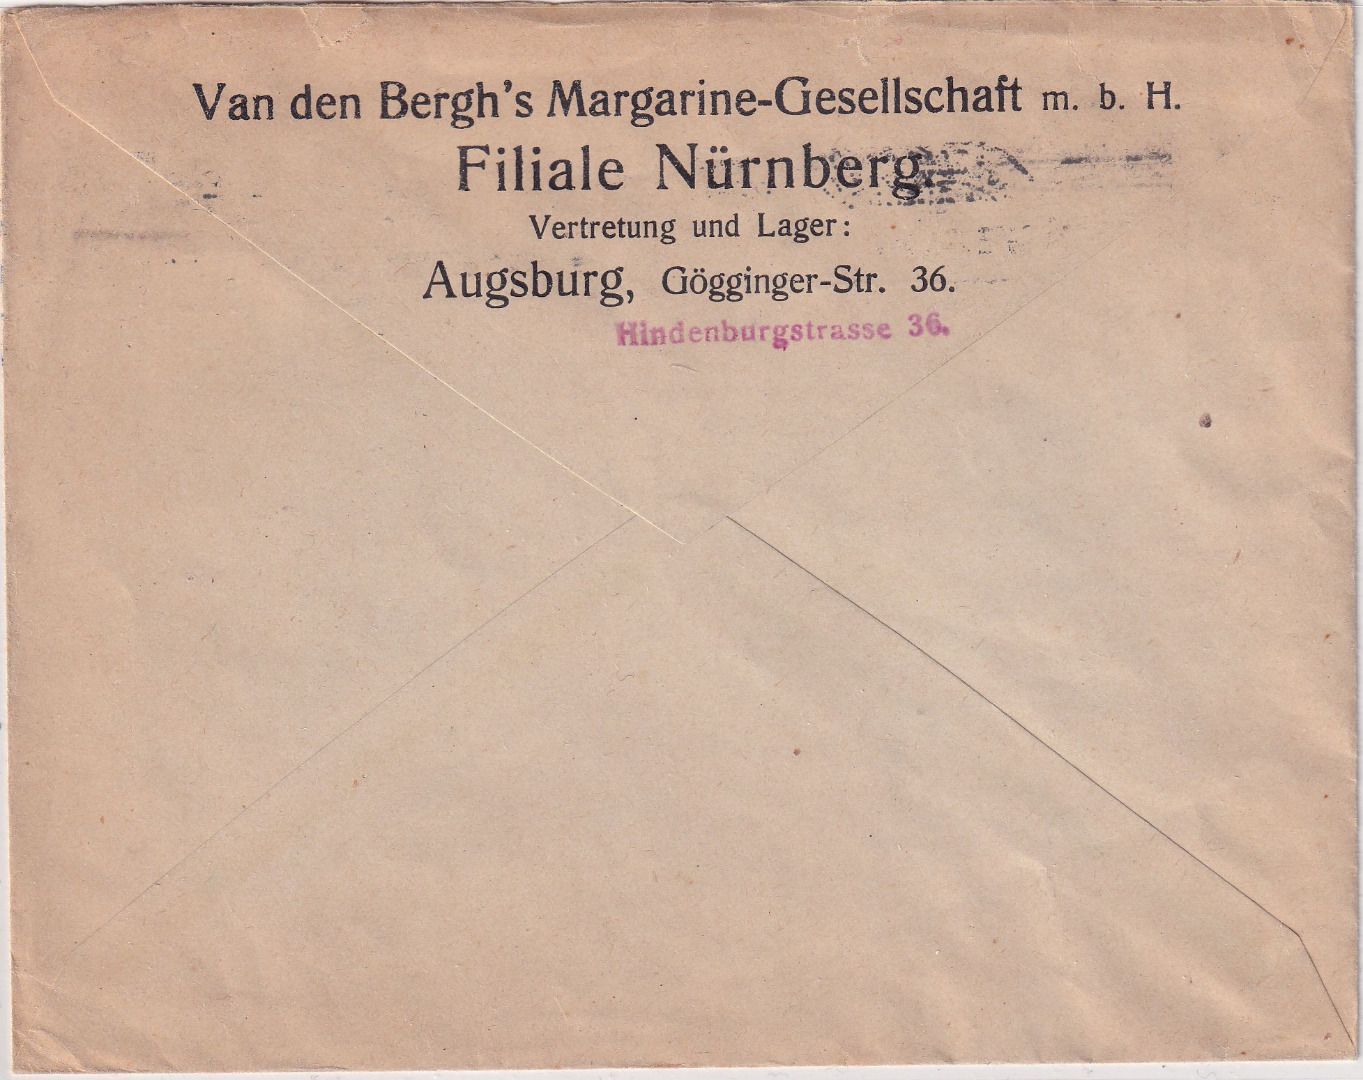 Van den Bergh's Margarine-Gesellschaft m. b. H.
Filiale Nürnberg.
Vertretung und Lager:
Augsburg, Gögginger-Str. 36.
Hindenburgstrasse 36.